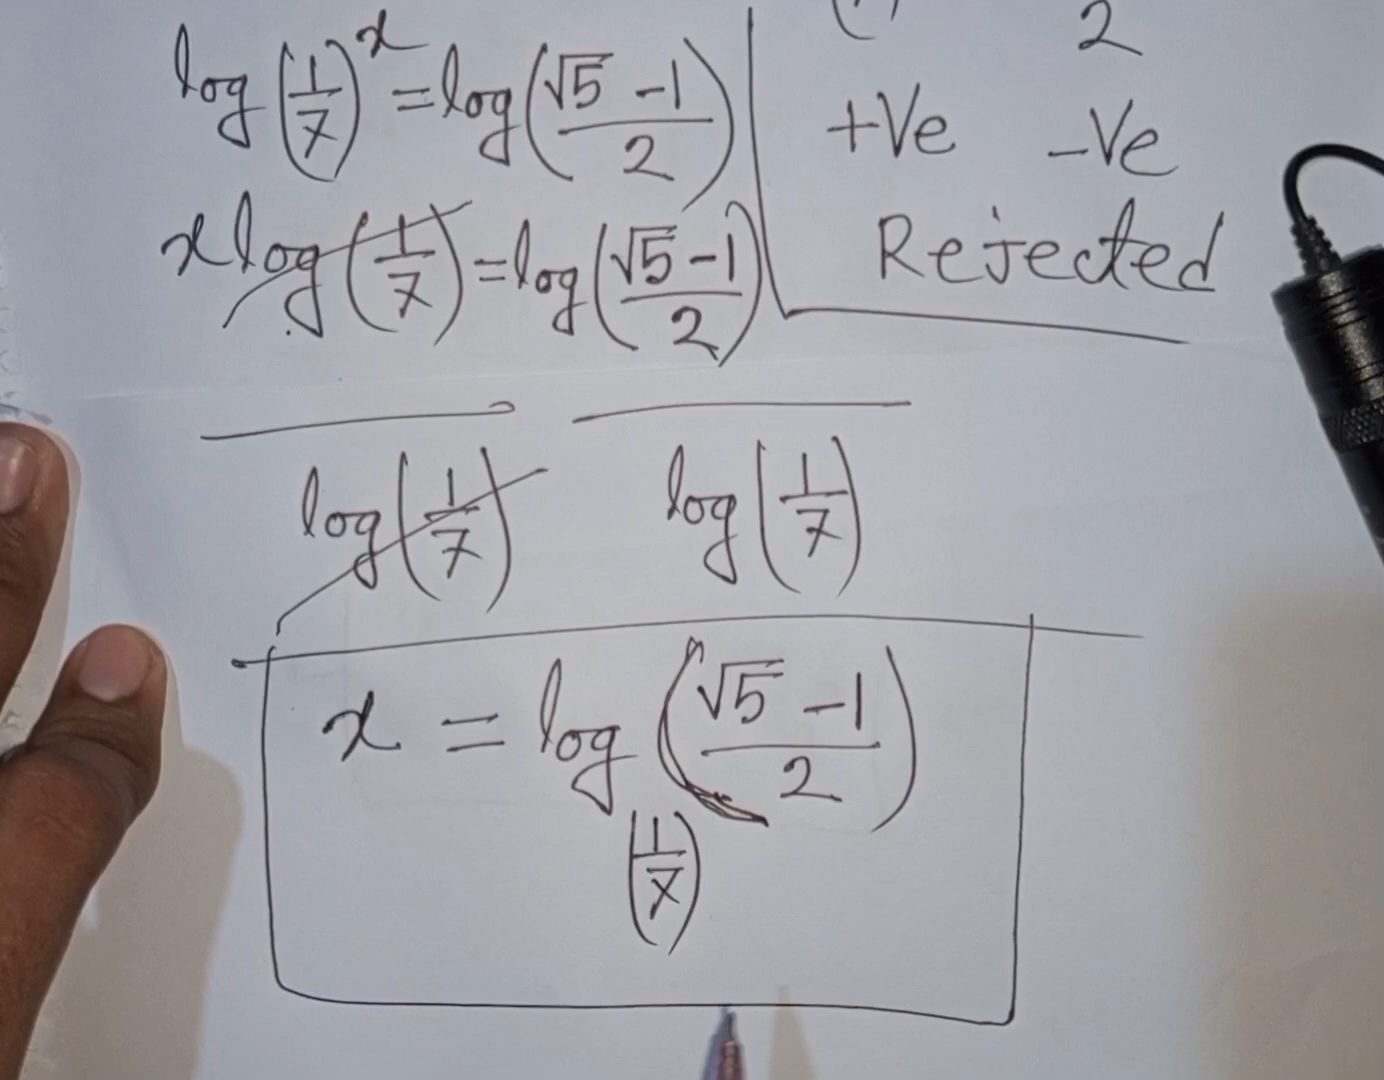 log(1/7)^x = log((√5 -1)/2)
2
+Ve -Ve
Rejected
x log(1/7) = log((√5 -1)/2)
log(1/7) log(1/7)
x = log_(1/7) ((√5 -1)/2)